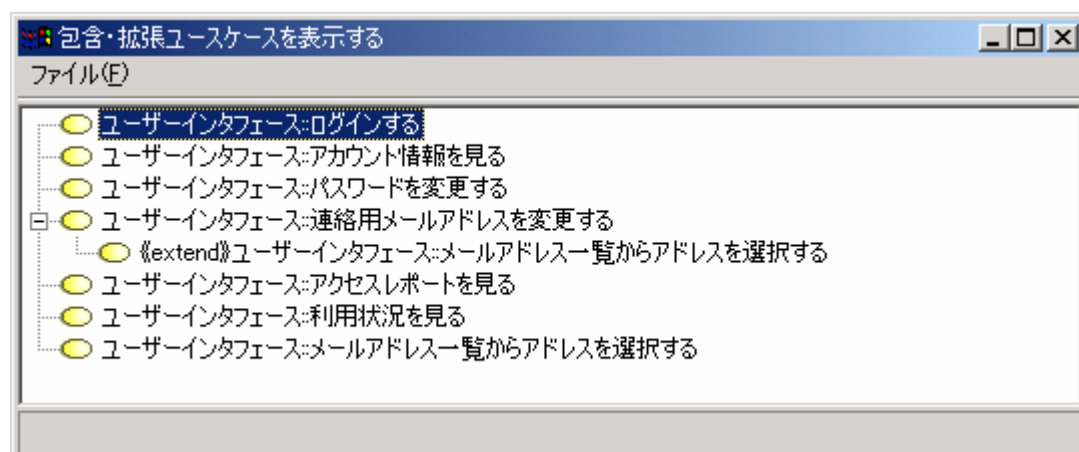 包含・拡張ユースケースを表示する
ファイル(F)
ユーザーインタフェース::ログインする
ユーザーインタフェース::アカウント情報を見る
ユーザーインタフェース::パスワードを変更する
ユーザーインタフェース::連絡用メールアドレスを変更する
《extend》ユーザーインタフェース::メールアドレス一覧からアドレスを選択する
ユーザーインタフェース::アクセスレポートを見る
ユーザーインタフェース::利用状況を見る
ユーザーインタフェース::メールアドレス一覧からアドレスを選択する